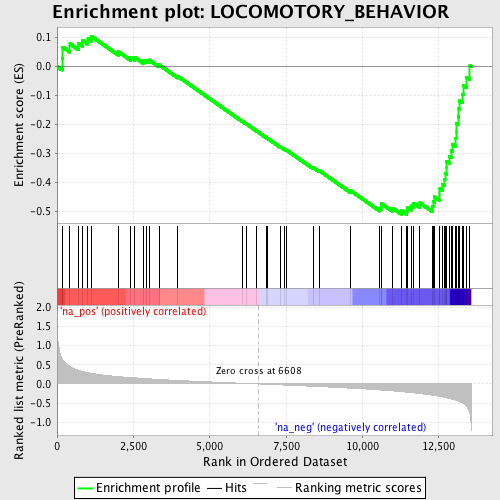 Enrichment plot: LOCOMOTORY_BEHAVIOR
Enrichment score (ES)
0.1
0.0
-0.1
-0.2
-0.3
-0.4
-0.5
'na_pos' (positively correlated)
Ranked list metric (PreRanked)
2.0
1.5
1.0
0.5
0.0
-0.5
-1.0
Zero cross at 6608
'na_neg' (negatively correlated)
0
2,500
5,000
7,500
10,000
12,500
Rank in Ordered Dataset
Enrichment profile
Hits
Ranking metric scores